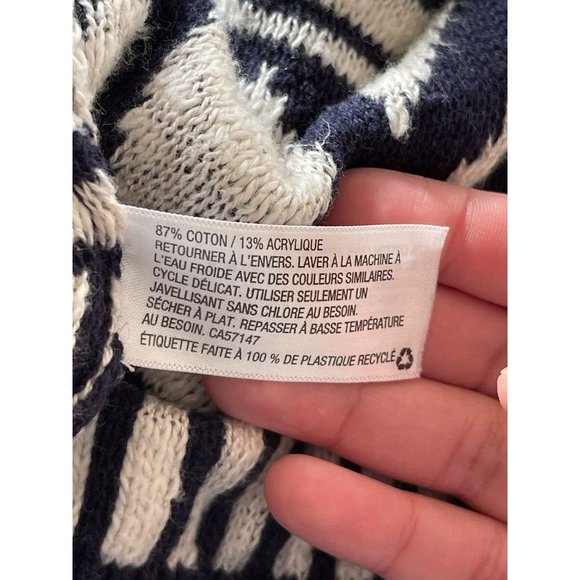 87% COTON / 13% ACRYLIQUE
RETOURNER À L'ENVERS. LAVER À LA MACHINE À
L'EAU FROIDE AVEC DES COULEURS SIMILAIRES.
CYCLE DÉLICAT. UTILISER SEULEMENT UN
JAVELLISANT SANS CHLORE AU BESOIN.
SÉCHER À PLAT. REPASSER À BASSE TEMPÉRATURE
AU BESOIN. CA57147
ÉTIQUETTE FAITE À 100 % DE PLASTIQUE RECYCLÉ